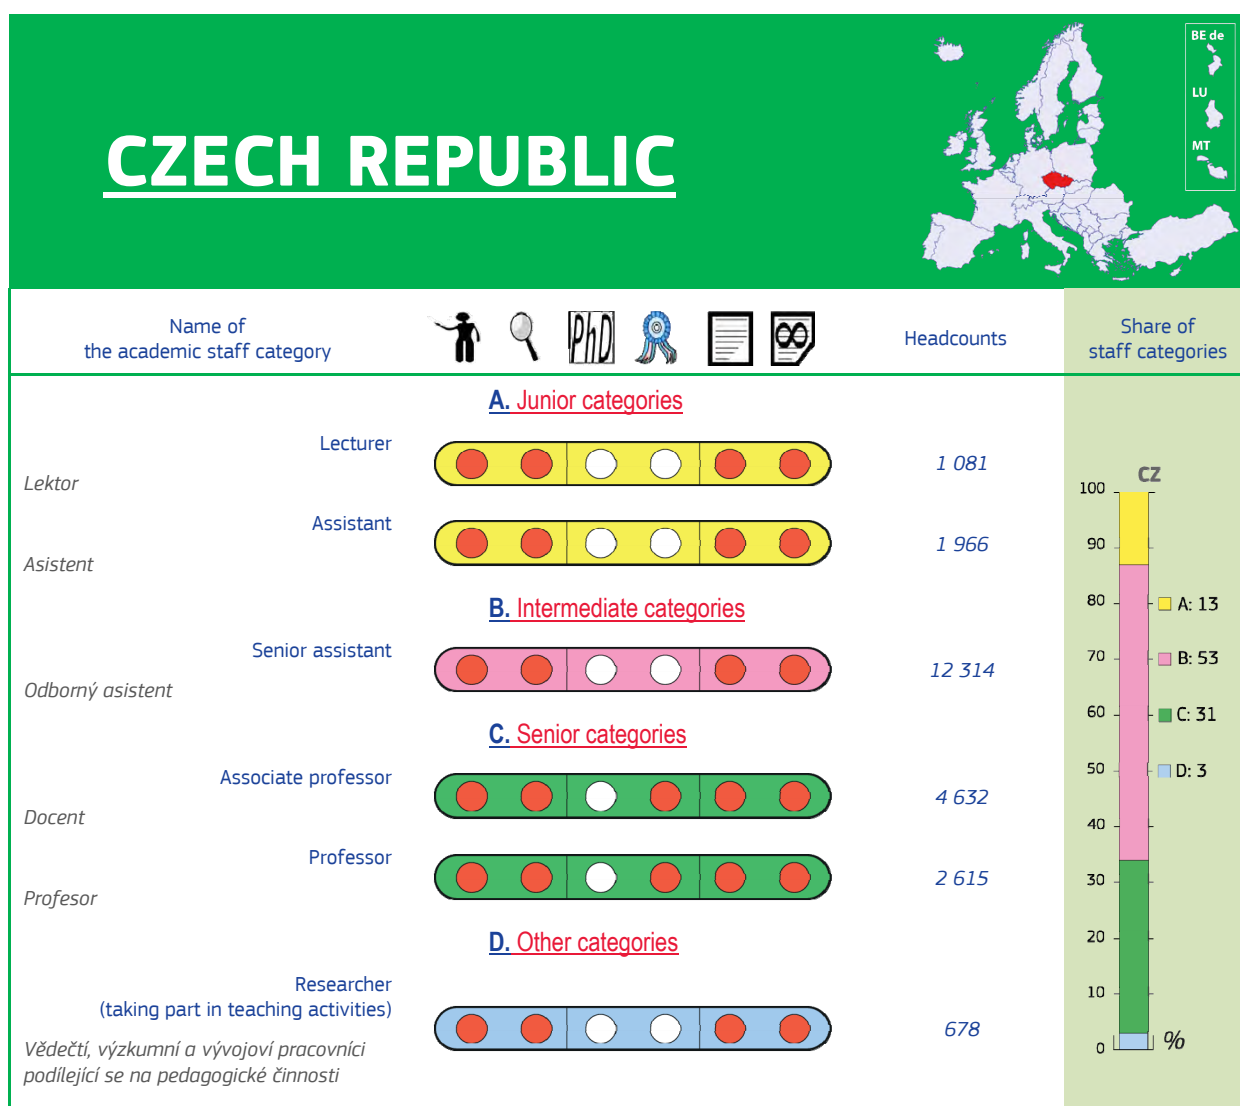 BE de
LU
MT
CZECH REPUBLIC
Name of
the academic staff category
PhD
Headcounts
Share of
staff categories
A. Junior categories
Lecturer
1 081
Lektor
Assistant
1 966
Asistent
B. Intermediate categories
Senior assistant
12 314
Odborný asistent
C. Senior categories
Associate professor
4 632
Docent
Professor
2 615
Profesor
D. Other categories
Researcher
(taking part in teaching activities)
678
Vědečtí, výzkumní a vývojoví pracovníci
podílející se na pedagogické činnosti
CZ
100
90
80
70
60
50
40
30
20
10
0
%
A: 13
B: 53
C: 31
D: 3